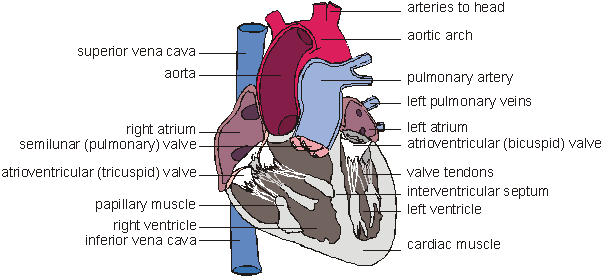 arteries to head
aortic arch
superior vena cava
aorta
pulmonary artery
left pulmonary veins
right atrium
left atrium
semilunar (pulmonary) valve
atrioventricular (bicuspid) valve
atrioventricular (tricuspid) valve
valve tendons
interventricular septum
papillary muscle
left ventricle
right ventricle
inferior vena cava
cardiac muscle